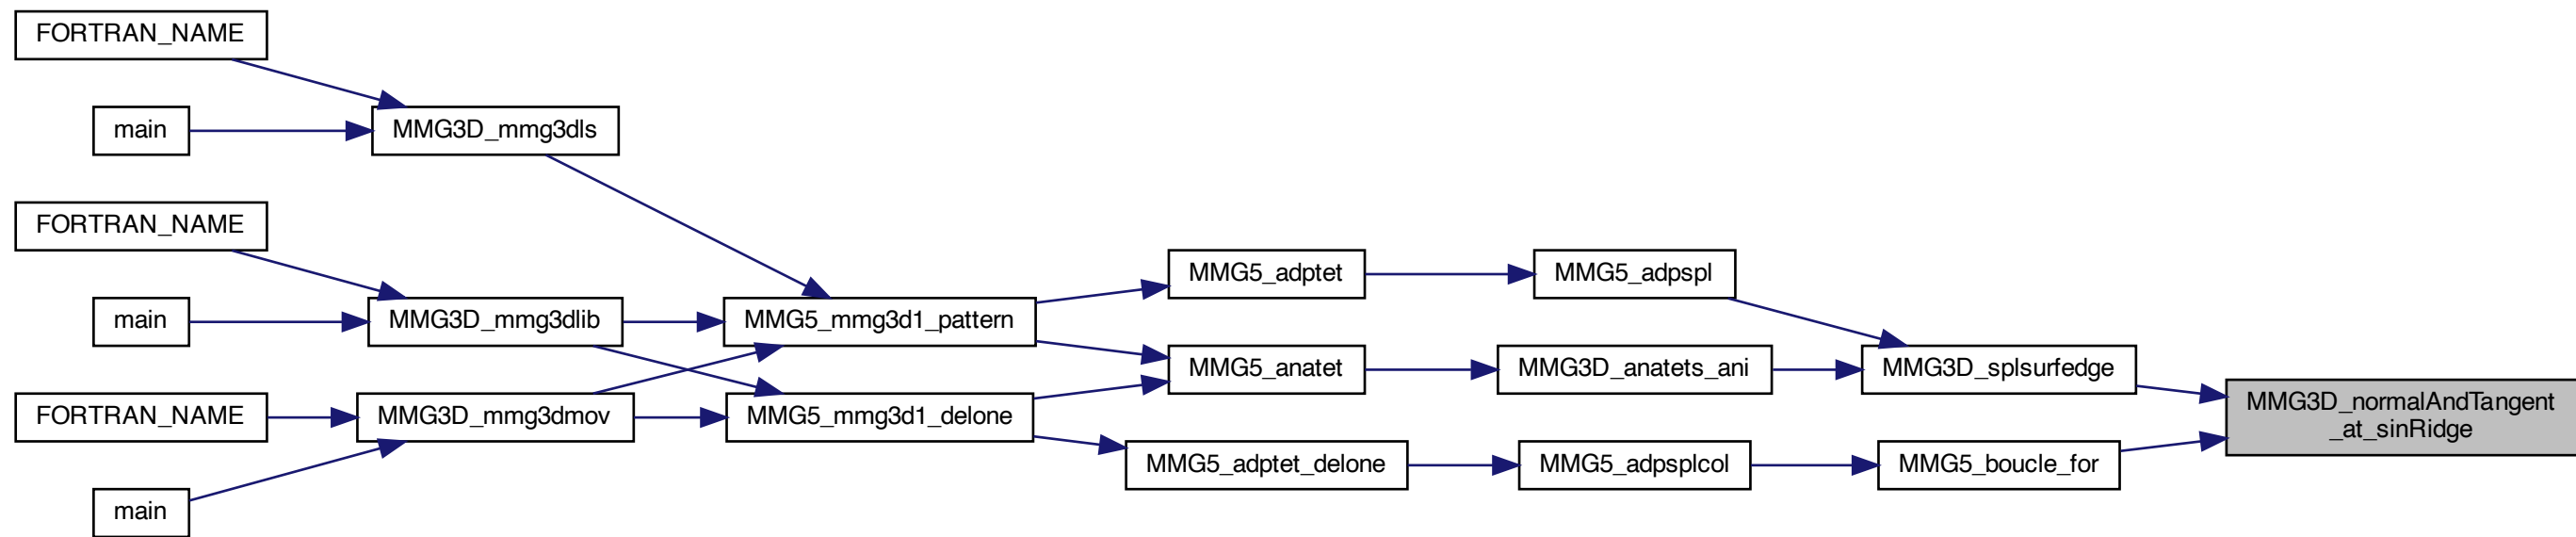 FORTRAN_NAME
main
MMG3D_mmg3dls
FORTRAN_NAME
main
MMG3D_mmg3dlib
FORTRAN_NAME
MMG3D_mmg3dmov
main
MMG5_mmg3d1_pattern
MMG5_mmg3d1_delone
MMG5_adptet
MMG5_anatet
MMG5_adptet_delone
MMG5_adpspl
MMG3D_anatets_ani
MMG5_adpsplcol
MMG3D_splsurfedge
MMG5_boucle_for
MMG3D_normalAndTangent
_at_sinRidge